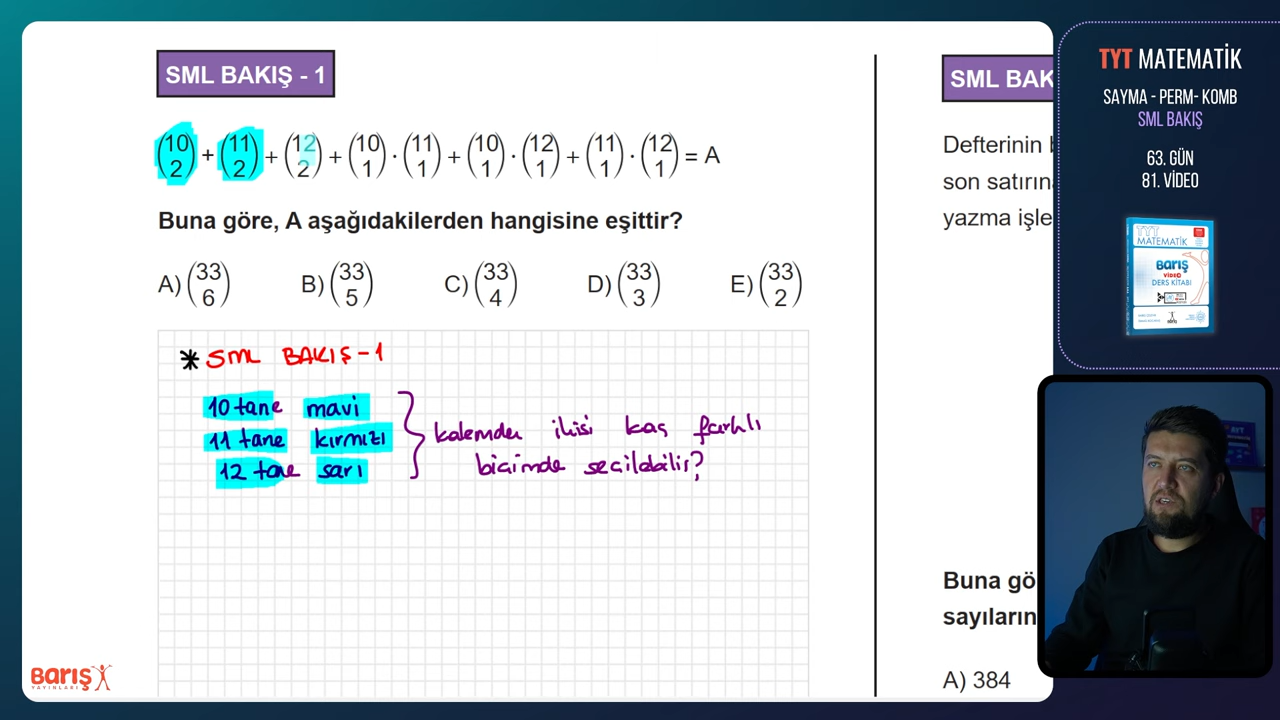 SML BAKIŞ - 1
(10 2) + (11 2) + (12 2) + (10 1) · (11 1) + (10 1) · (12 1) + (11 1) · (12 1) = A
Buna göre, A aşağıdakilerden hangisine eşittir?
A) (33 6) B) (33 5) C) (33 4) D) (33 3) E) (33 2)
* SML BAKIŞ-1
10 tane mavi
11 tane kırmızı
12 tane sarı
kalemden ikisi kaç farklı
biçimde seçilebilir?
SML BAK
Defterinin
son satırın
yazma işle
Buna gö
sayıların
A) 384
TYT MATEMATİK
SAYMA - PERM- KOMB
SML BAKIŞ
63. GÜN
81. VİDEO
TYT
MATEMATİK
BARIŞ
VİDEO
DERS KİTABI
BARIŞ
YAYINLARI